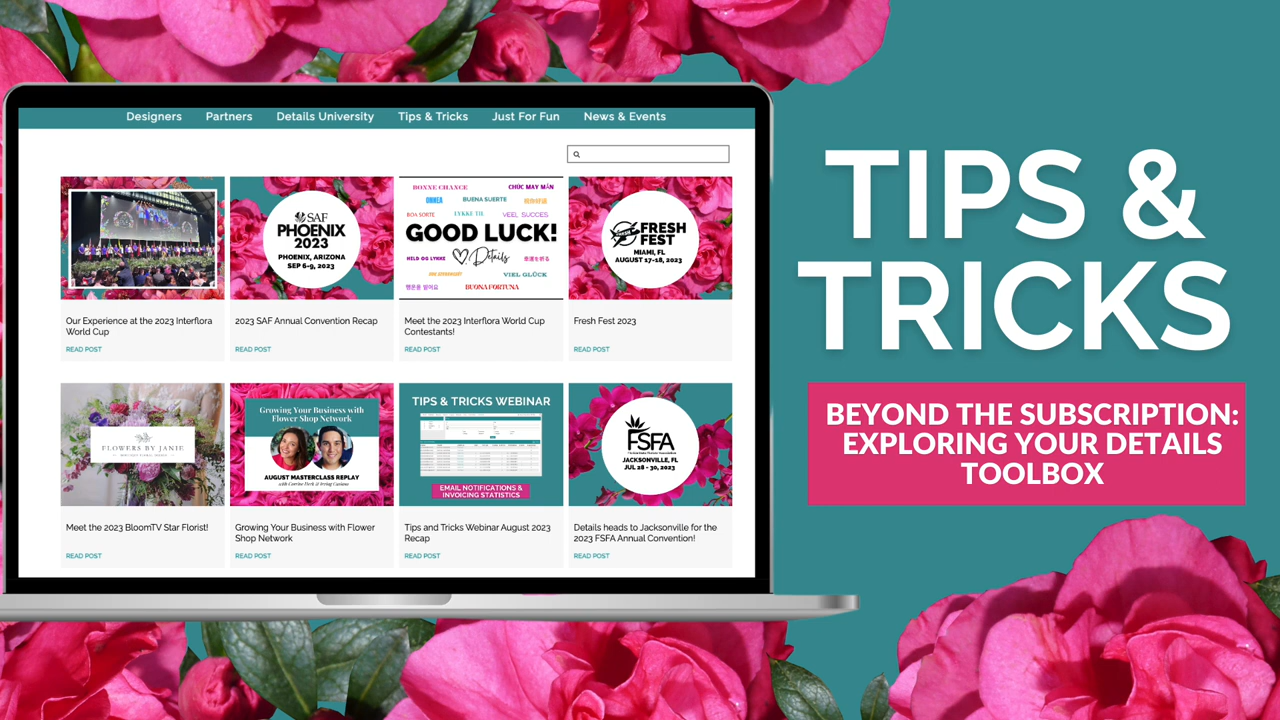 Designers Partners Details University Tips & Tricks Just For Fun News & Events
SAF
PHOENIX
2023
PHOENIX, ARIZONA
SEP 6-9, 2023
BONNE CHANCE
CHÚC MAY MẮN
BUENA SUERTE
BOA SORTE
LYKKE TIL
VEEL SUCCES
GOOD LUCK!
HELD OG LYKKE
Details
VIEL GLÜCK
행운을 빌어요
BUONA FORTUNA
FRESH
FEST
MIAMI, FL
AUGUST 17-18, 2023
Our Experience at the 2023 Interflora
World Cup
READ POST
2023 SAF Annual Convention Recap
READ POST
Meet the 2023 Interflora World Cup
Contestants!
READ POST
Fresh Fest 2023
READ POST
FLOWERS BY JANIE
Growing Your Business with
Flower Shop Network
AUGUST MASTERCLASS REPLAY
TIPS & TRICKS WEBINAR
EMAIL NOTIFICATIONS &
INVOICING STATISTICS
FSFA
JACKSONVILLE, FL
JUL 28 - 30, 2023
Meet the 2023 BloomTV Star Florist!
READ POST
Growing Your Business with Flower
Shop Network
READ POST
Tips and Tricks Webinar August 2023
Recap
READ POST
Details heads to Jacksonville for the
2023 FSFA Annual Convention!
READ POST
TIPS &
TRICKS
BEYOND THE SUBSCRIPTION:
EXPLORING YOUR DETAILS
TOOLBOX